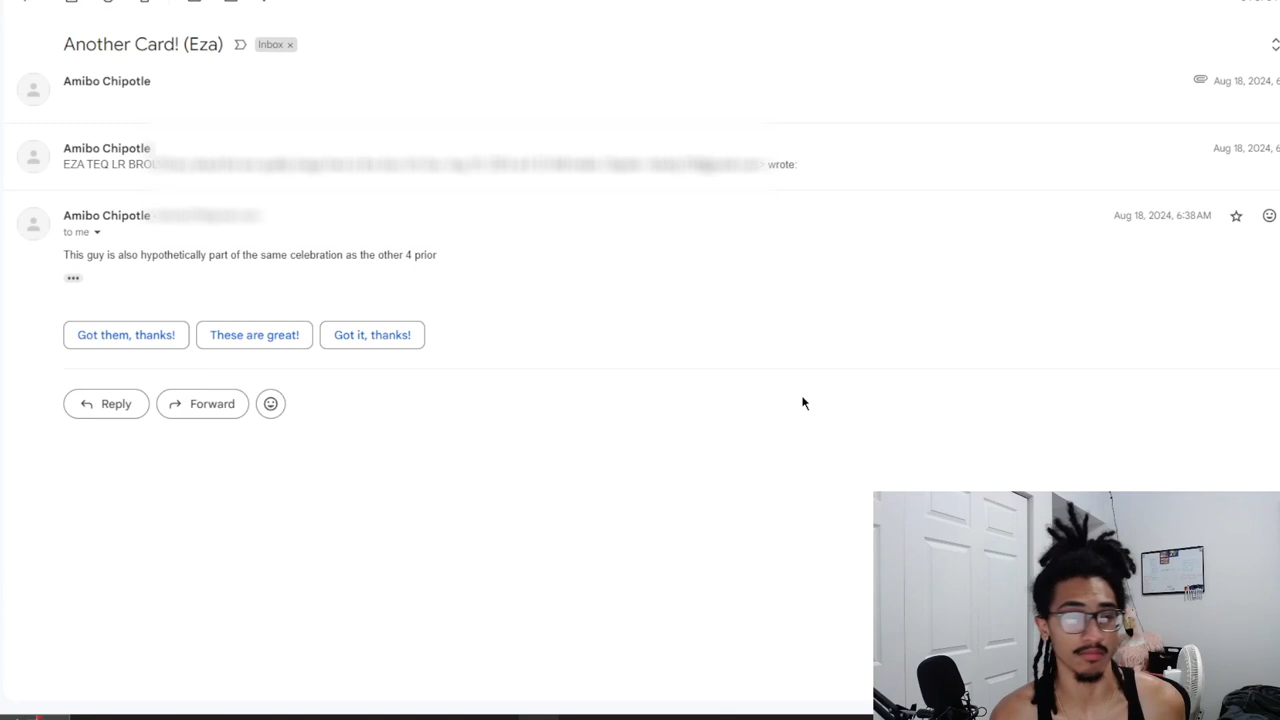 Another Card! (Eza) Inbox ×
Amibo Chipotle
Aug 18, 2024,
Amibo Chipotle
Aug 18, 2024,
EZA TEQ LR wrote:
Amibo Chipotle
Aug 18, 2024, 6:38 AM
to me
This guy is also hypothetically part of the same celebration as the other 4 prior
Got them, thanks! These are great! Got it, thanks!
Reply Forward